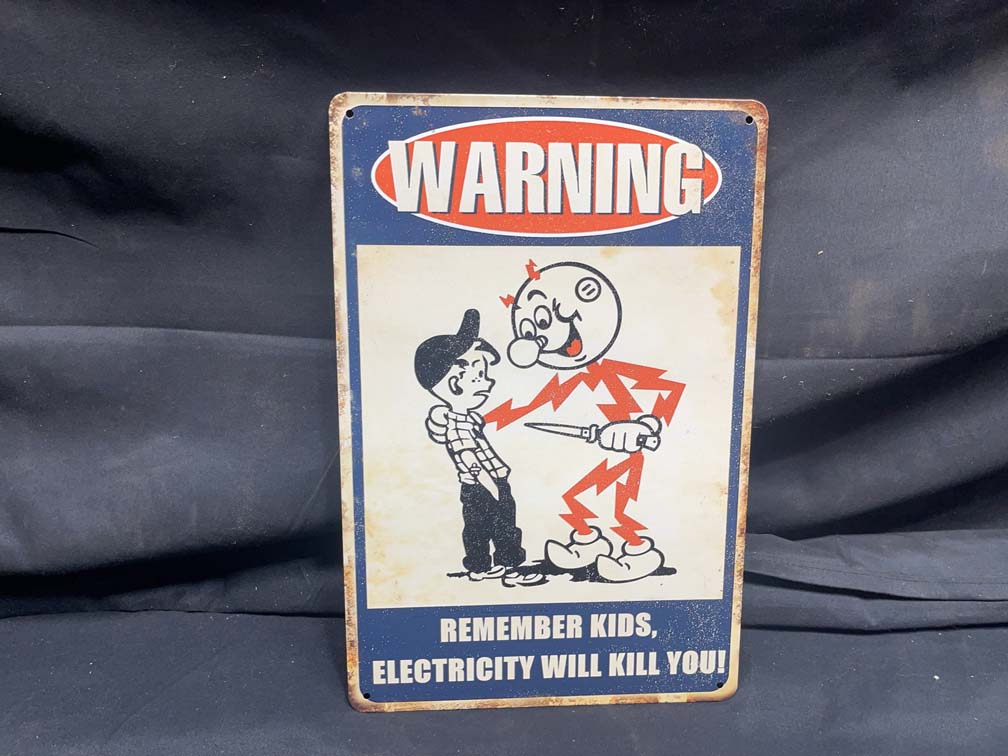 WARNING
REMEMBER KIDS,
ELECTRICITY WILL KILL YOU!